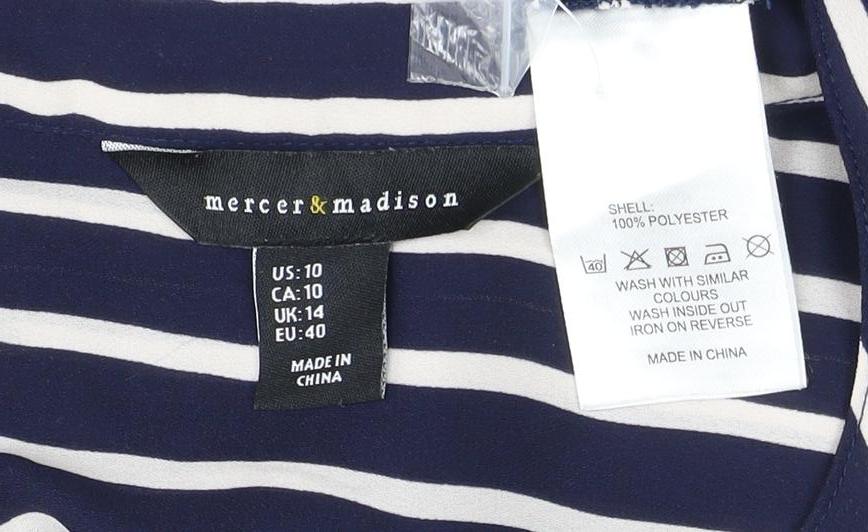 mercer&madison
US: 10
CA: 10
UK: 14
EU: 40
MADE IN
CHINA
SHELL:
100% POLYESTER
40
WASH WITH SIMILAR
COLOURS
WASH INSIDE OUT
IRON ON REVERSE
MADE IN CHINA